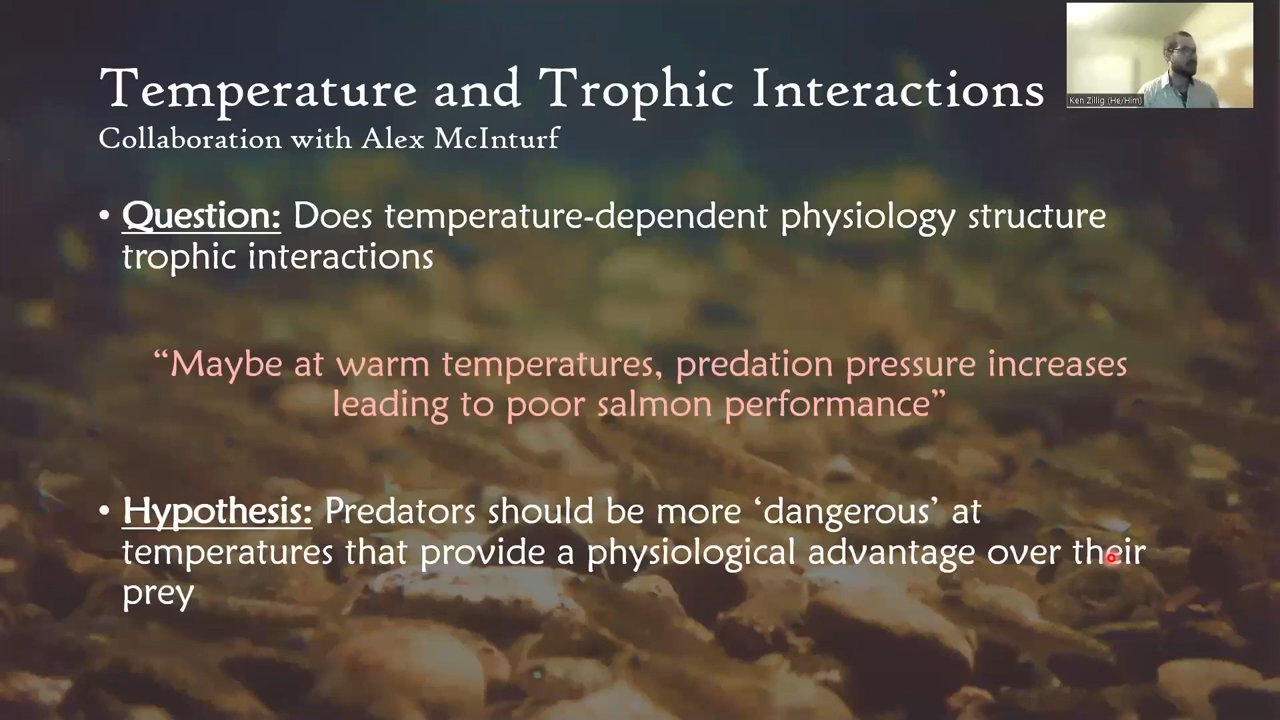 Temperature and Trophic Interactions
Ken Zillig (He/Him)
Collaboration with Alex McInturf
• Question: Does temperature-dependent physiology structure
trophic interactions
“Maybe at warm temperatures, predation pressure increases
leading to poor salmon performance”
• Hypothesis: Predators should be more ‘dangerous’ at
temperatures that provide a physiological advantage over their
prey